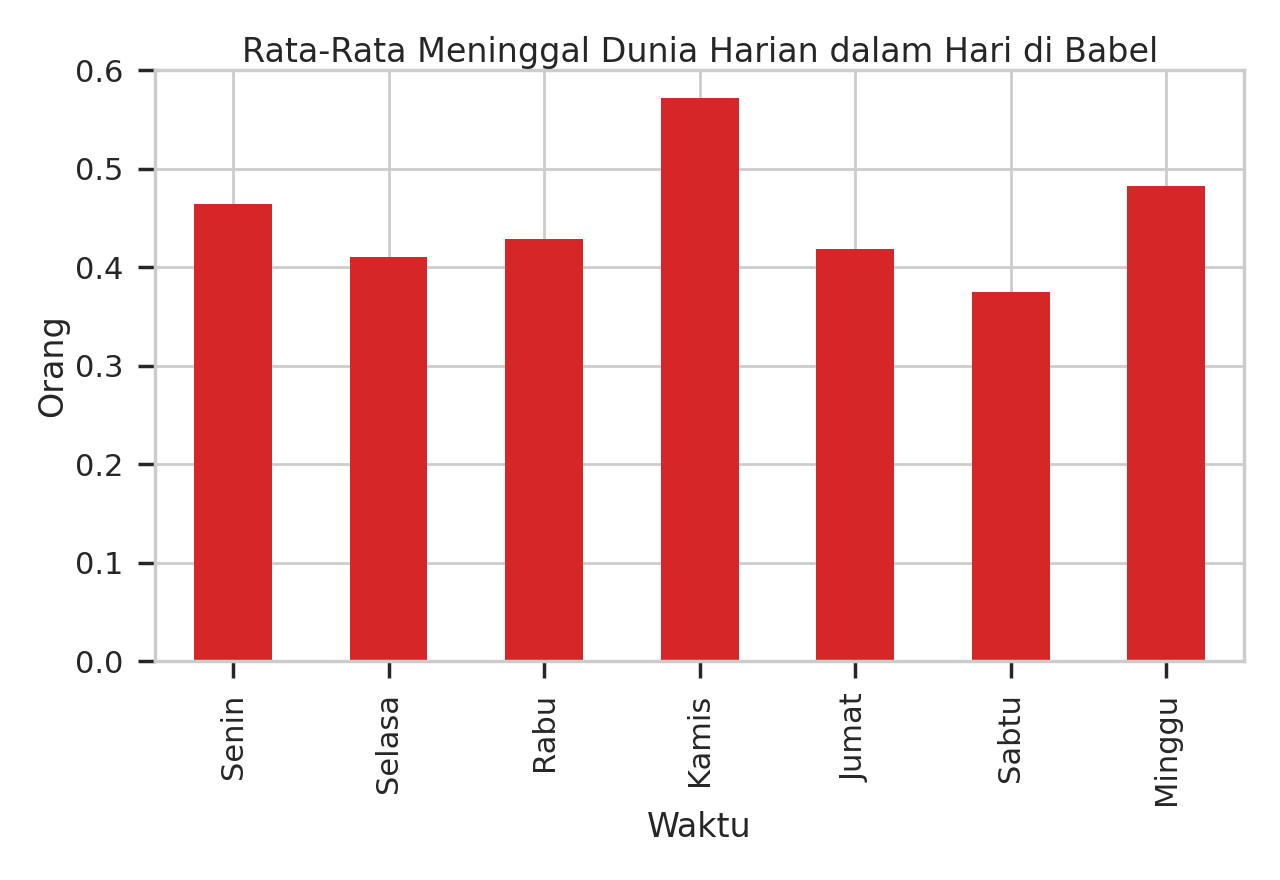 Rata-Rata Meninggal Dunia Harian dalam Hari di Babel
0.6
0.5
0.4
0.3
0.2
0.1
0.0
Orang
Senin
Selasa
Rabu
Kamis
Jumat
Sabtu
Minggu
Waktu